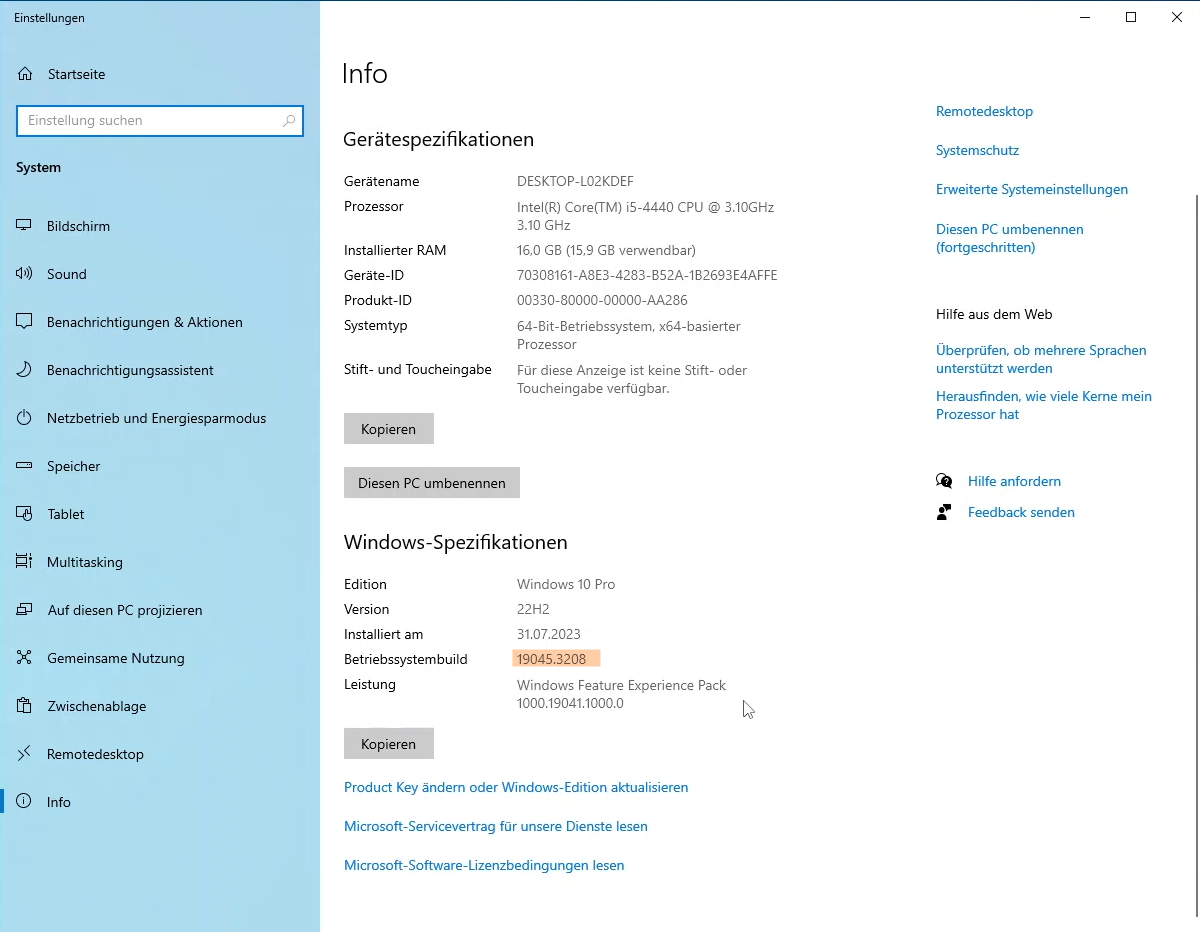 Einstellungen
Startseite
Einstellung suchen
System
Bildschirm
Sound
Benachrichtigungen & Aktionen
Benachrichtigungsassistent
Netzbetrieb und Energiesparmodus
Speicher
Tablet
Multitasking
Auf diesen PC projizieren
Gemeinsame Nutzung
Zwischenablage
Remotedesktop
Info
Info
Gerätespezifikationen
Gerätename DESKTOP-L02KDEF
Prozessor Intel(R) Core(TM) i5-4440 CPU @ 3.10GHz
3.10 GHz
Installierter RAM 16,0 GB (15,9 GB verwendbar)
Geräte-ID 70308161-A8E3-4283-B52A-1B2693E4AFFE
Produkt-ID 00330-80000-00000-AA286
Systemtyp 64-Bit-Betriebssystem, x64-basierter
Prozessor
Stift- und Toucheingabe Für diese Anzeige ist keine Stift- oder
Toucheingabe verfügbar.
Kopieren
Diesen PC umbenennen
Windows-Spezifikationen
Edition Windows 10 Pro
Version 22H2
Installiert am 31.07.2023
Betriebssystembuild 19045.3208
Leistung Windows Feature Experience Pack
1000.19041.1000.0
Kopieren
Product Key ändern oder Windows-Edition aktualisieren
Microsoft-Servicevertrag für unsere Dienste lesen
Microsoft-Software-Lizenzbedingungen lesen
Remotedesktop
Systemschutz
Erweiterte Systemeinstellungen
Diesen PC umbenennen
(fortgeschritten)
Hilfe aus dem Web
Überprüfen, ob mehrere Sprachen
unterstützt werden
Herausfinden, wie viele Kerne mein
Prozessor hat
Hilfe anfordern
Feedback senden